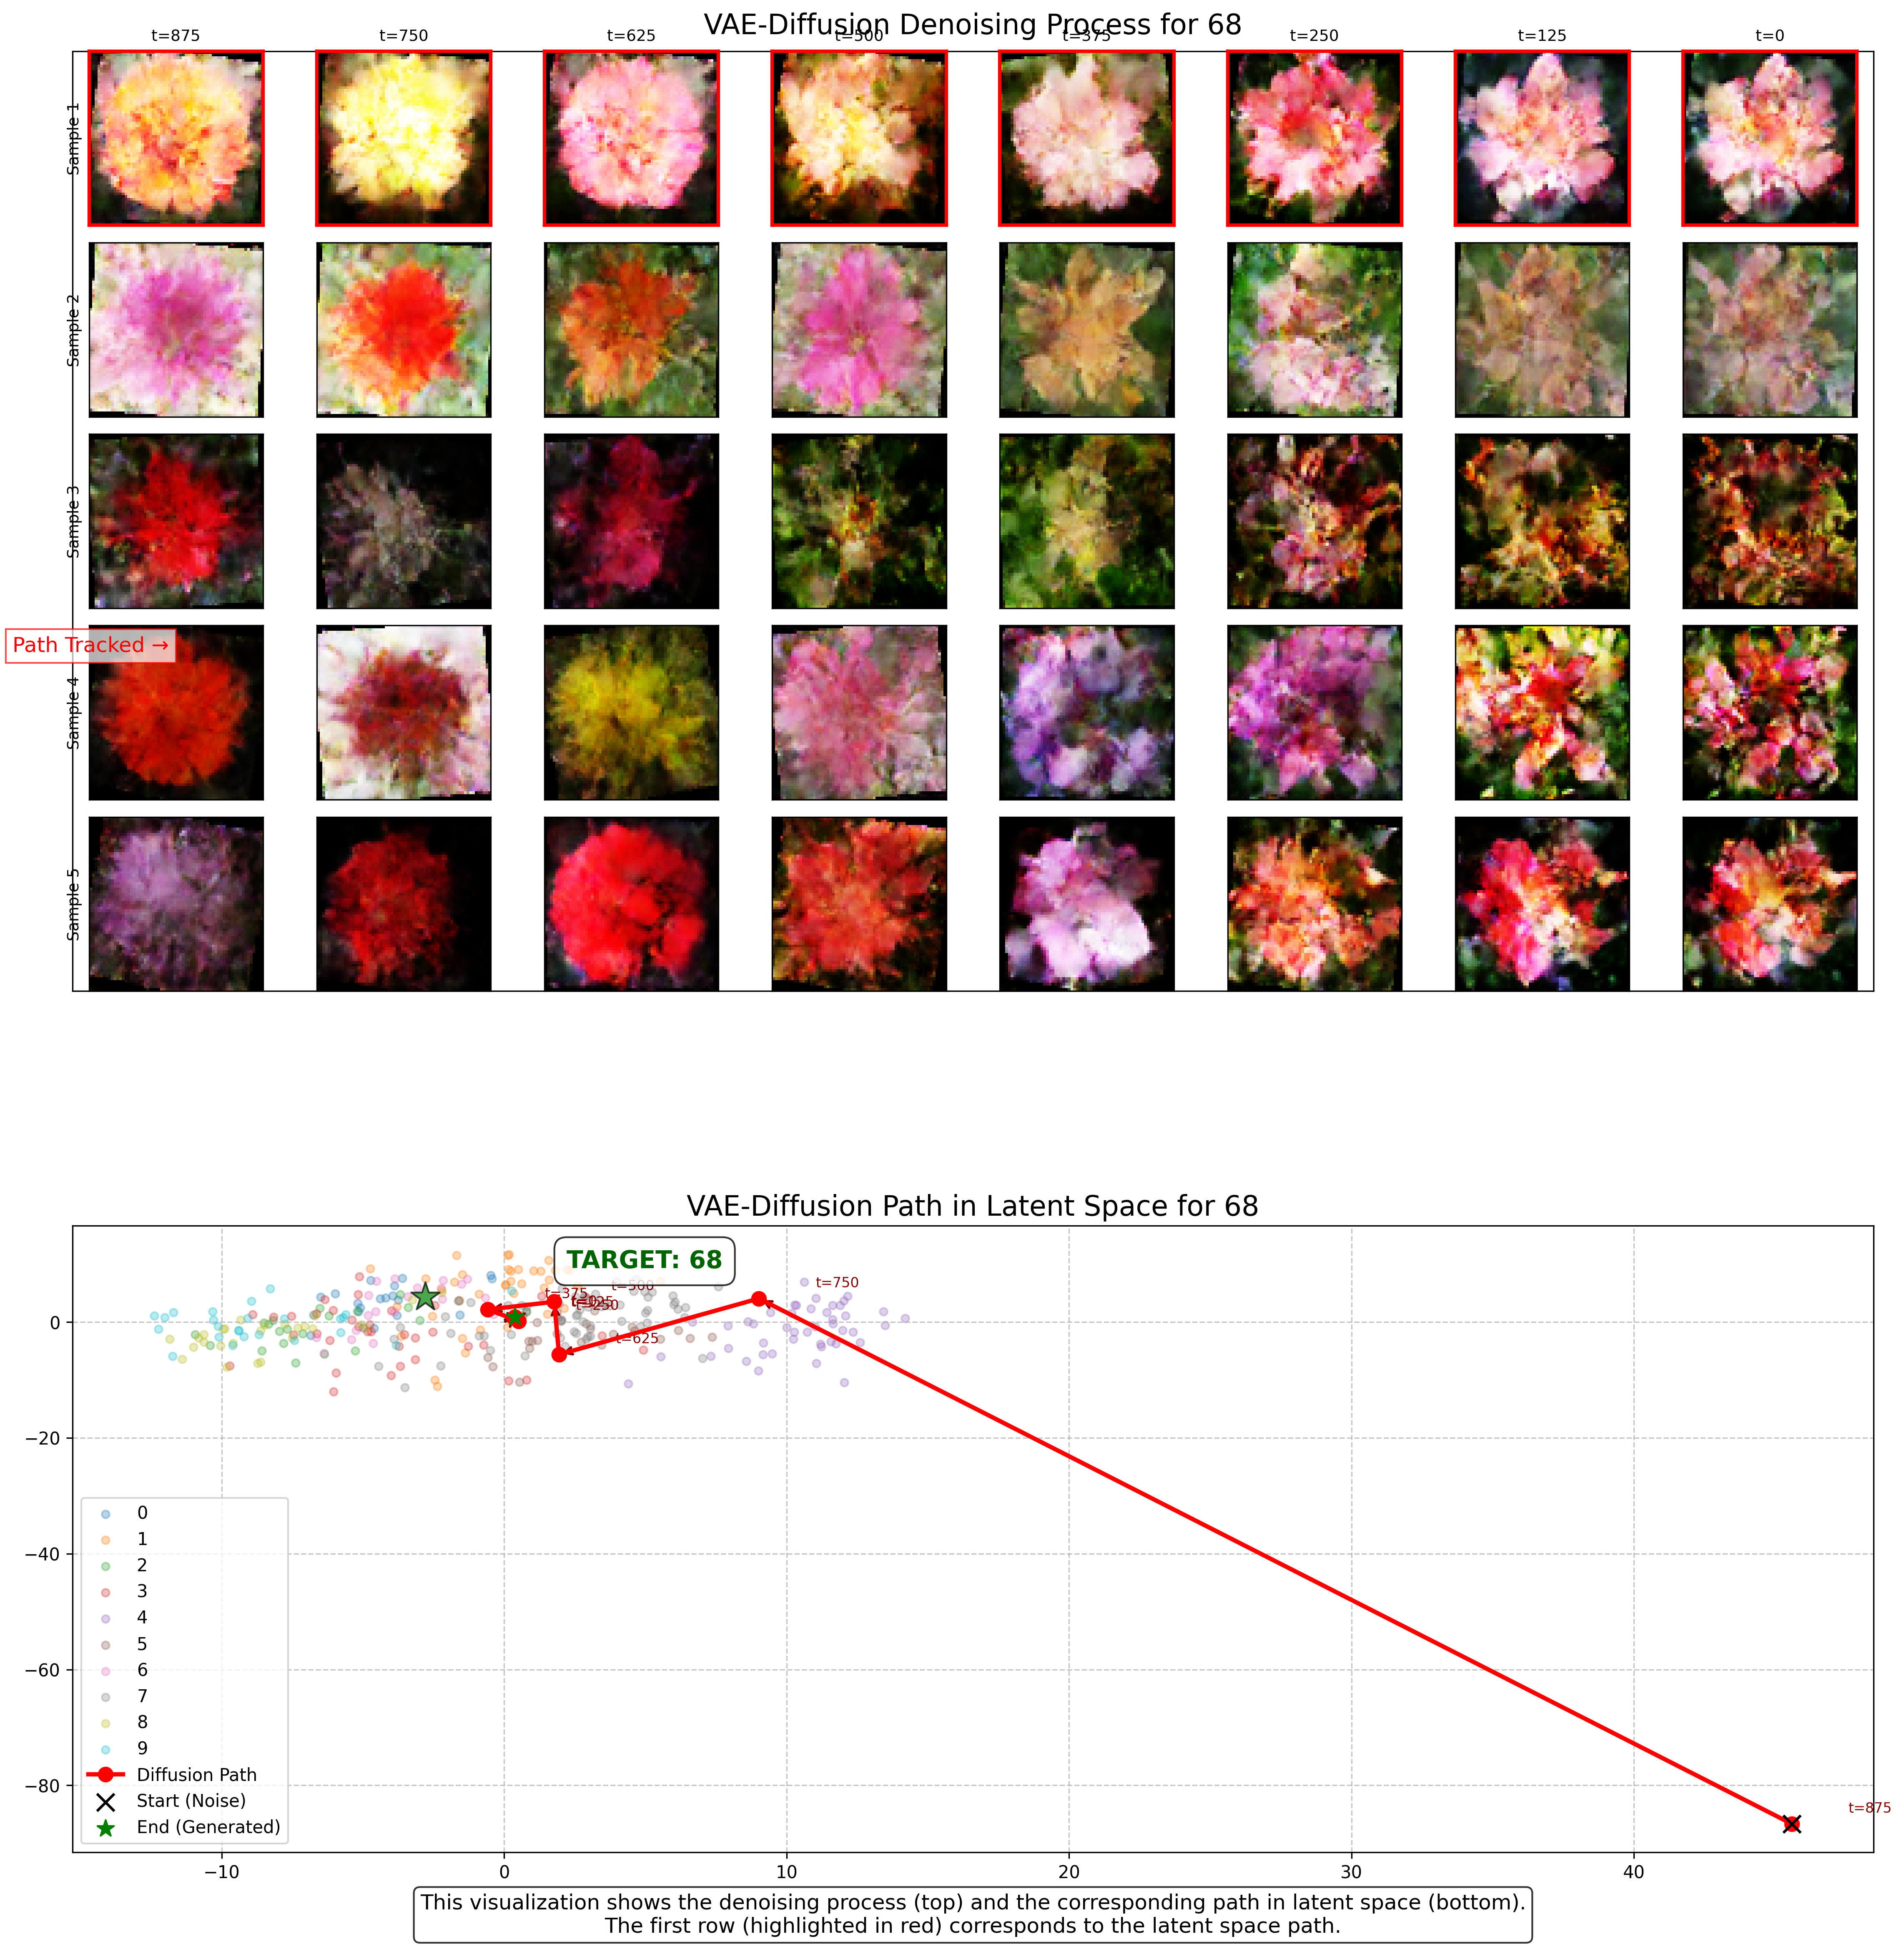 VAE-Diffusion Denoising Process for 68
t=875 t=750 t=625 t=500 t=375 t=250 t=125 t=0
Sample 1
Sample 2
Sample 3
Path Tracked →
Sample 4
Sample 5
VAE-Diffusion Path in Latent Space for 68
TARGET: 68
t=750
t=500
t=375
t=250
t=625
t=875
0
−20
−40
−60
−80
0
1
2
3
4
5
6
7
8
9
Diffusion Path
Start (Noise)
End (Generated)
−10 0 10 20 30 40
This visualization shows the denoising process (top) and the corresponding path in latent space (bottom).
The first row (highlighted in red) corresponds to the latent space path.